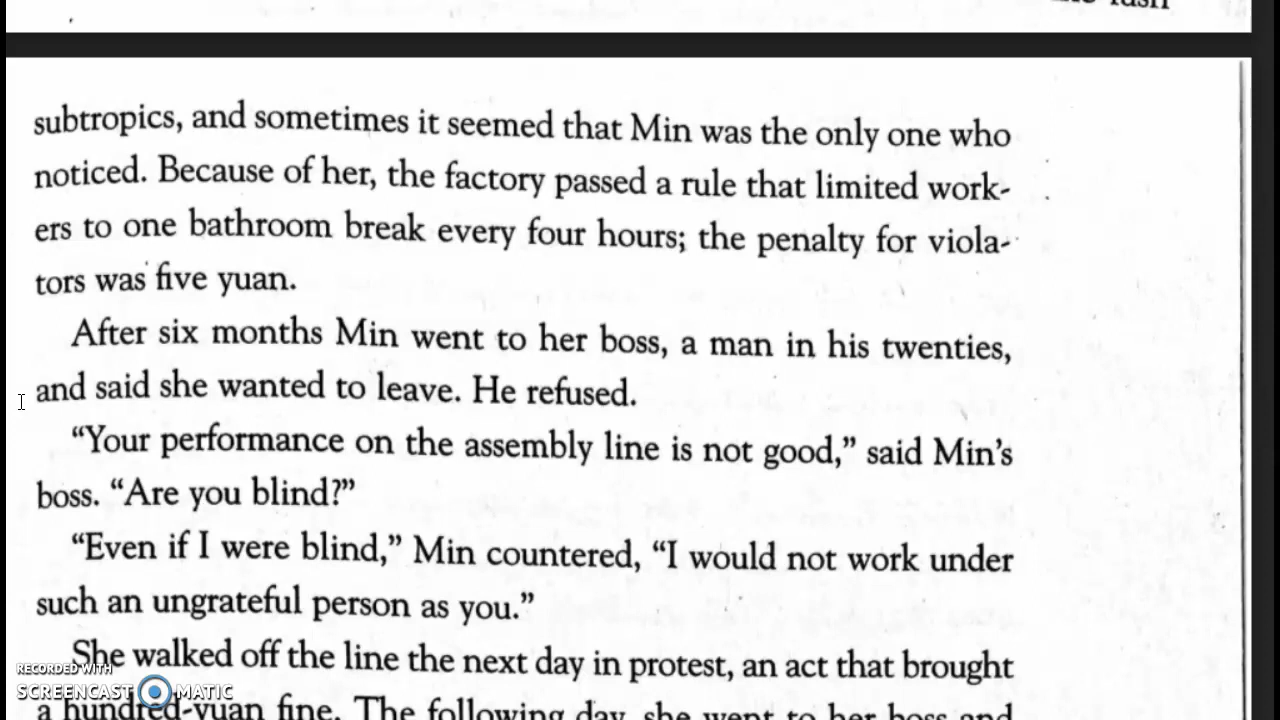 subtropics, and sometimes it seemed that Min was the only one who
noticed. Because of her, the factory passed a rule that limited work-
ers to one bathroom break every four hours; the penalty for viola-
tors was five yuan.
After six months Min went to her boss, a man in his twenties,
and said she wanted to leave. He refused.
“Your performance on the assembly line is not good,” said Min’s
boss. “Are you blind?”
“Even if I were blind,” Min countered, “I would not work under
such an ungrateful person as you.”
She walked off the line the next day in protest, an act that brought
a hundred-yuan fine. The following day, she went to her boss and
RECORDED WITH
SCREENCAST MATIC